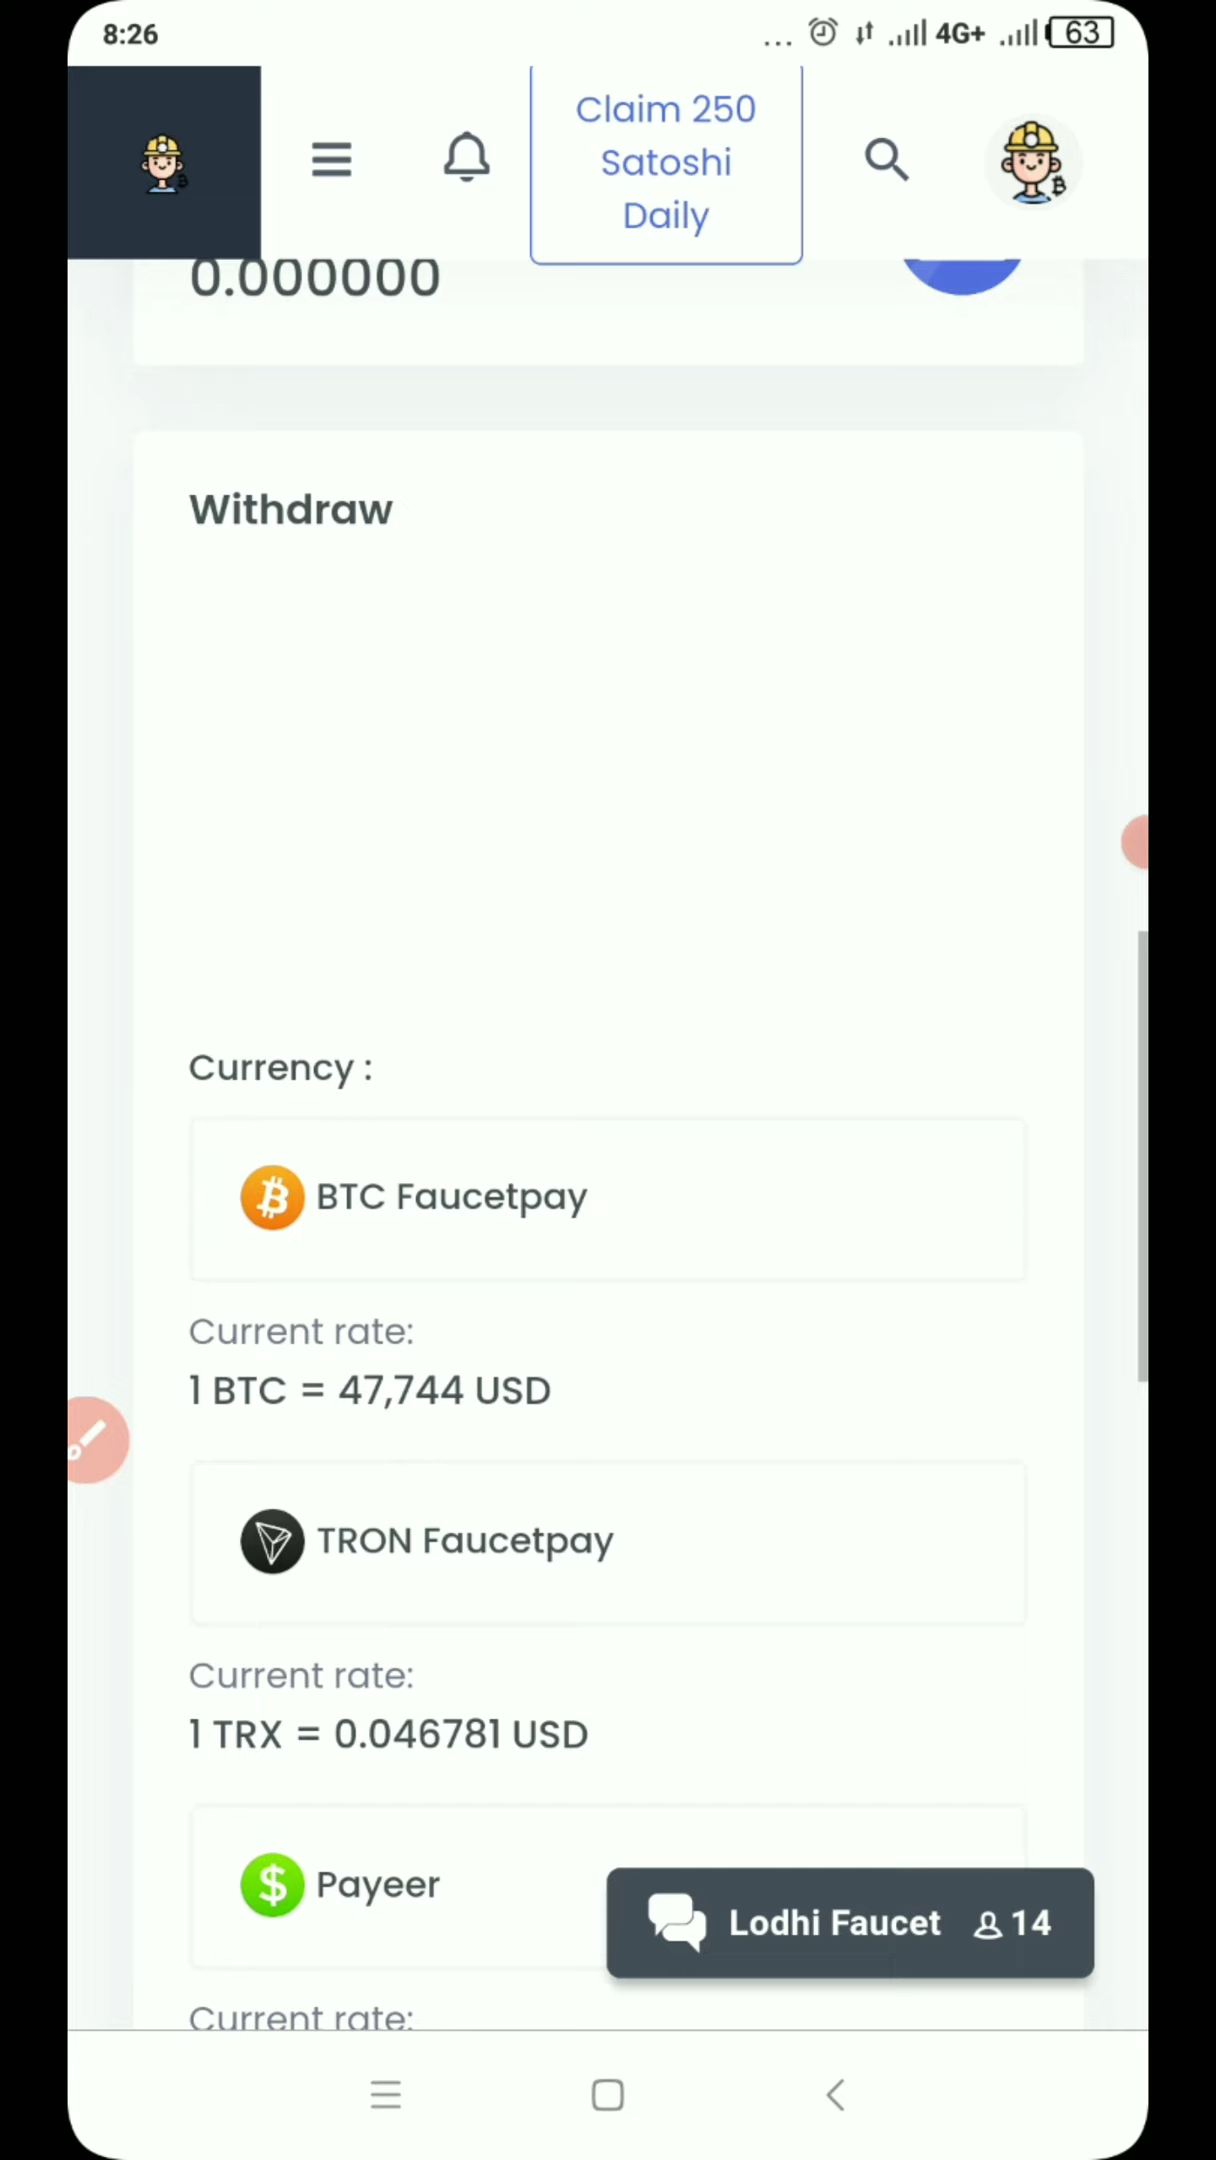 8:26
... 4G+ 63
Claim 250
Satoshi
Daily
0.000000
Withdraw
Currency :
BTC Faucetpay
Current rate:
1 BTC = 47,744 USD
TRON Faucetpay
Current rate:
1 TRX = 0.046781 USD
Payeer
Lodhi Faucet 14
Current rate: